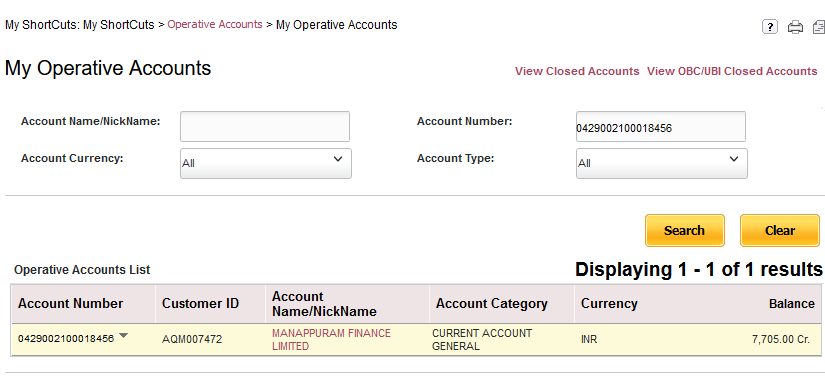 My ShortCuts: My ShortCuts > Operative Accounts > My Operative Accounts
?
My Operative Accounts
View Closed Accounts View OBC/UBI Closed Accounts
Account Name/NickName:
Account Number: 0429002100018456
Account Currency: All
Account Type: All
Search Clear
Operative Accounts List
Displaying 1 - 1 of 1 results
Account Number Customer ID Account Name/NickName Account Category Currency Balance
0429002100018456 AQM007472 MANAPPURAM FINANCE LIMITED CURRENT ACCOUNT GENERAL INR 7,705.00 Cr.